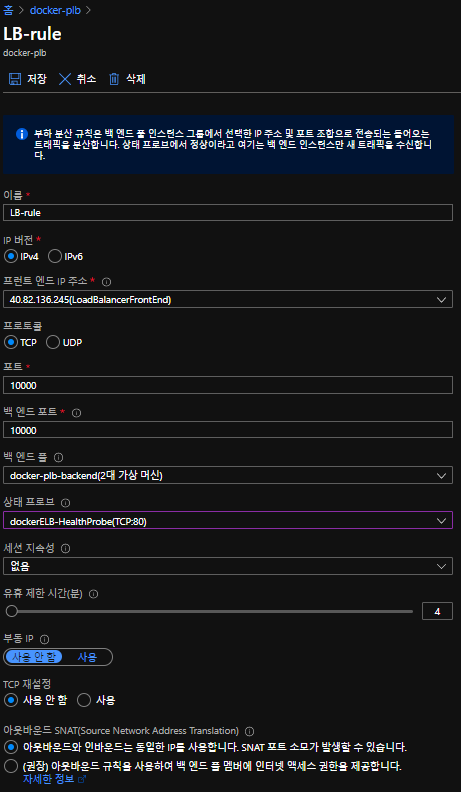 홈 > docker-plb >
LB-rule
docker-plb
저장 취소 삭제
부하 분산 규칙은 백 엔드 풀 인스턴스 그룹에서 선택한 IP 주소 및 포트 조합으로 전송되는 들어오는
트래픽을 분산합니다. 상태 프로브에서 정상이라고 여기는 백 엔드 인스턴스만 새 트래픽을 수신합니
다.
이름 *
LB-rule
IP 버전 *
IPv4 IPv6
프런트 엔드 IP 주소 *
40.82.136.245(LoadBalancerFrontEnd)
프로토콜
TCP UDP
포트 *
10000
백 엔드 포트 *
10000
백 엔드 풀
docker-plb-backend(2대 가상 머신)
상태 프로브
dockerELB-HealthProbe(TCP:80)
세션 지속성
없음
유휴 제한 시간(분)
4
부동 IP
사용 안 함 사용
TCP 재설정
사용 안 함 사용
아웃바운드 SNAT(Source Network Address Translation)
아웃바운드와 인바운드는 동일한 IP를 사용합니다. SNAT 포트 소모가 발생할 수 있습니다.
(권장) 아웃바운드 규칙을 사용하여 백 엔드 풀 멤버에 인터넷 액세스 권한을 제공합니다.
자세한 정보